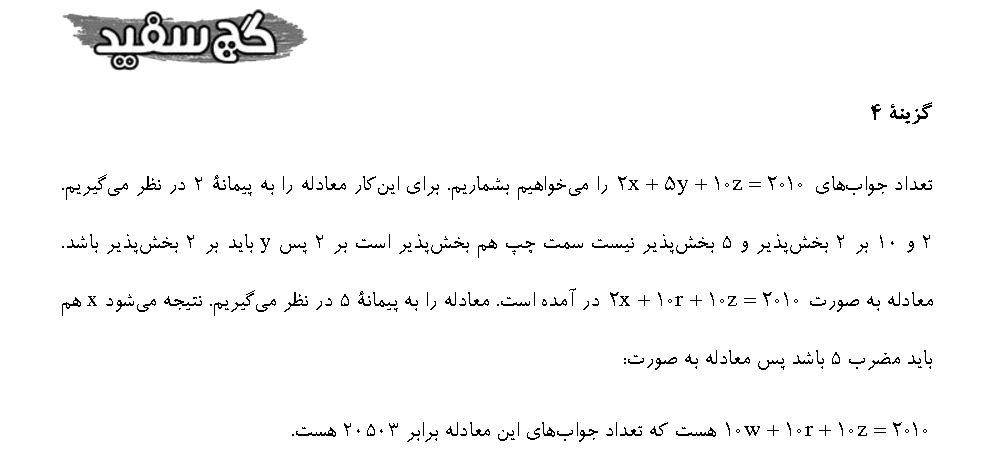 گچ سفید
گزینهٔ ۴
تعداد جواب‌های ۲x + ۵y + ۱۰z = ۲۰۱۰ را می‌خواهیم بشماریم. برای این‌کار معادله را به پیمانهٔ ۲ در نظر می‌گیریم.
۲ و ۱۰ بر ۲ بخش‌پذیر و ۵ بخش‌پذیر نیست سمت چپ هم بخش‌پذیر است بر ۲ پس y باید بر ۲ بخش‌پذیر باشد.
معادله به صورت ۲x + ۱۰r + ۱۰z = ۲۰۱۰ در آمده است. معادله را به پیمانهٔ ۵ در نظر می‌گیریم. نتیجه می‌شود x هم
باید مضرب ۵ باشد پس معادله به صورت:
۱۰w + ۱۰r + ۱۰z = ۲۰۱۰ هست که تعداد جواب‌های این معادله برابر ۲۰۵۰۳ هست.